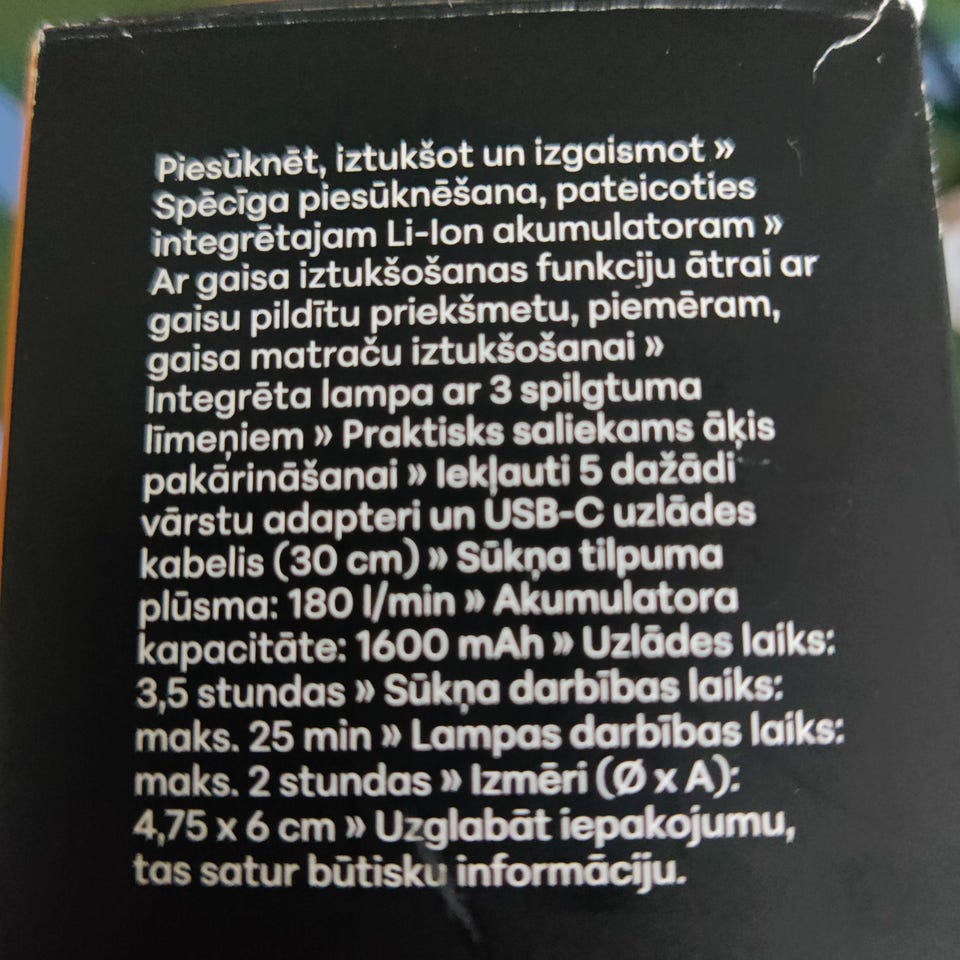 Piesūknēt, iztukšot un izgaismot »
Spēcīga piesūknēšana, pateicoties
integrētajam Li-Ion akumulatoram »
Ar gaisa iztukšošanas funkciju ātrai ar
gaisu pildītu priekšmetu, piemēram,
gaisa matraču iztukšošanai »
Integrēta lampa ar 3 spilgtuma
līmeņiem » Praktisks saliekams āķis
pakārināšanai » Iekļauti 5 dažādi
vārstu adapteri un USB-C uzlādes
kabelis (30 cm) » Sūkņa tilpuma
plūsma: 180 l/min » Akumulatora
kapacitāte: 1600 mAh » Uzlādes laiks:
3,5 stundas » Sūkņa darbības laiks:
maks. 25 min » Lampas darbības laiks:
maks. 2 stundas » Izmēri (Ø x A):
4,75 x 6 cm » Uzglabāt iepakojumu,
tas satur būtisku informāciju.